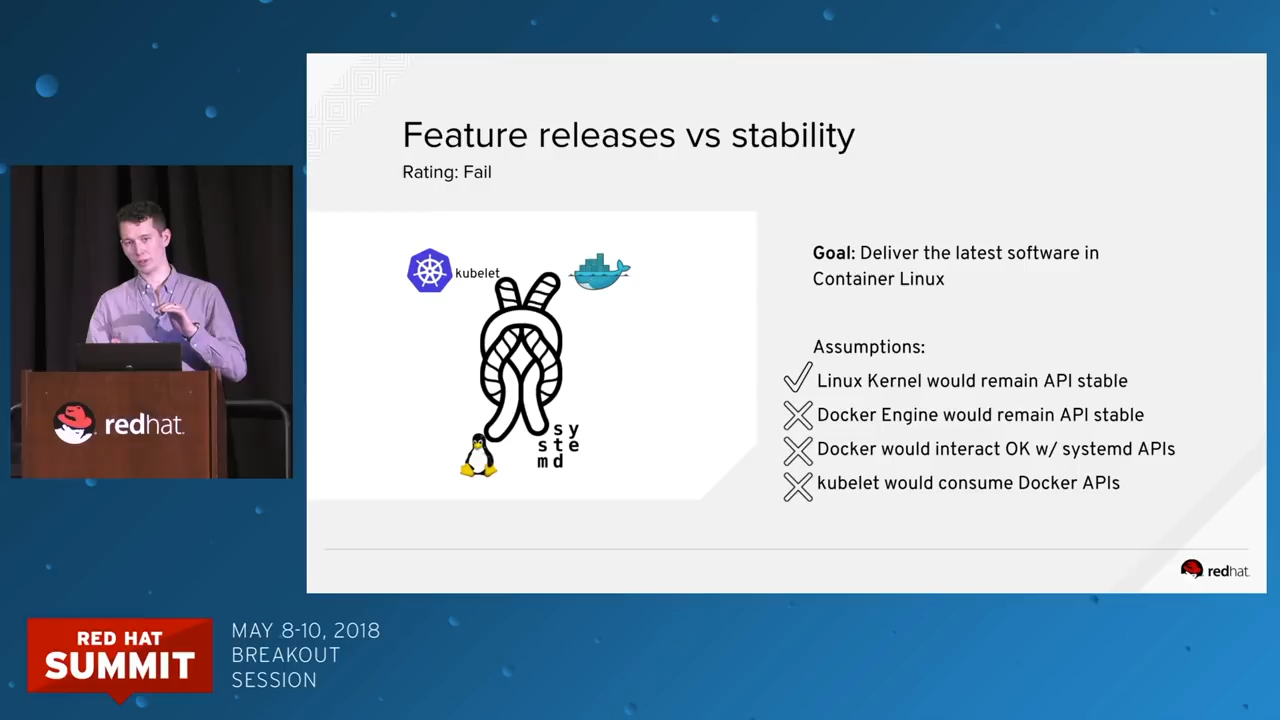 Feature releases vs stability
Rating: Fail
kubelet
sy
ste
md
Goal: Deliver the latest software in
Container Linux
Assumptions:
Linux Kernel would remain API stable
Docker Engine would remain API stable
Docker would interact OK w/ systemd APIs
kubelet would consume Docker APIs
redhat.
redhat.
RED HAT
SUMMIT
MAY 8-10, 2018
BREAKOUT
SESSION